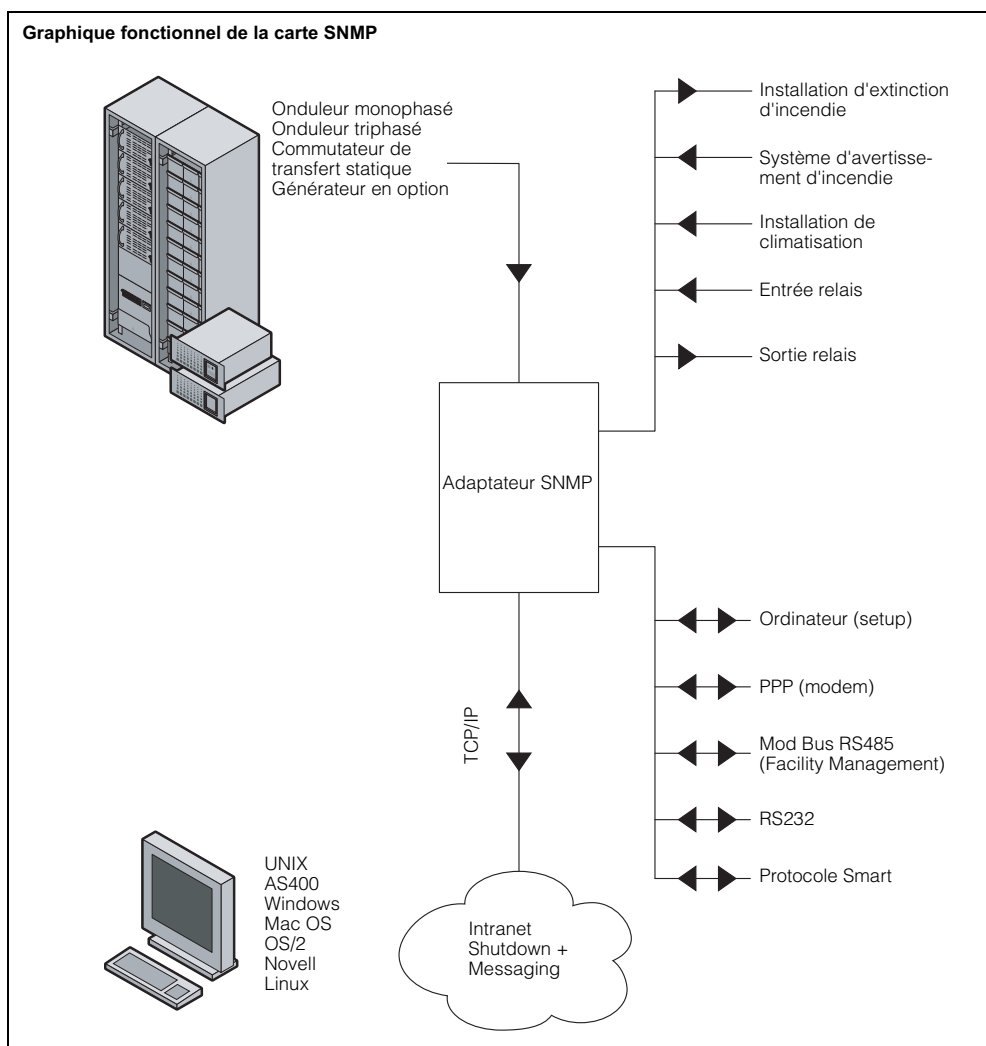 Graphique fonctionnel de la carte SNMP
Onduleur monophasé
Onduleur triphasé
Commutateur de
transfert statique
Générateur en option
Installation d'extinction
d'incendie
Système d'avertisse-
ment d'incendie
Installation de
climatisation
Entrée relais
Sortie relais
Adaptateur SNMP
Ordinateur (setup)
PPP (modem)
Mod Bus RS485
(Facility Management)
RS232
Protocole Smart
TCP/IP
UNIX
AS400
Windows
Mac OS
OS/2
Novell
Linux
Intranet
Shutdown +
Messaging